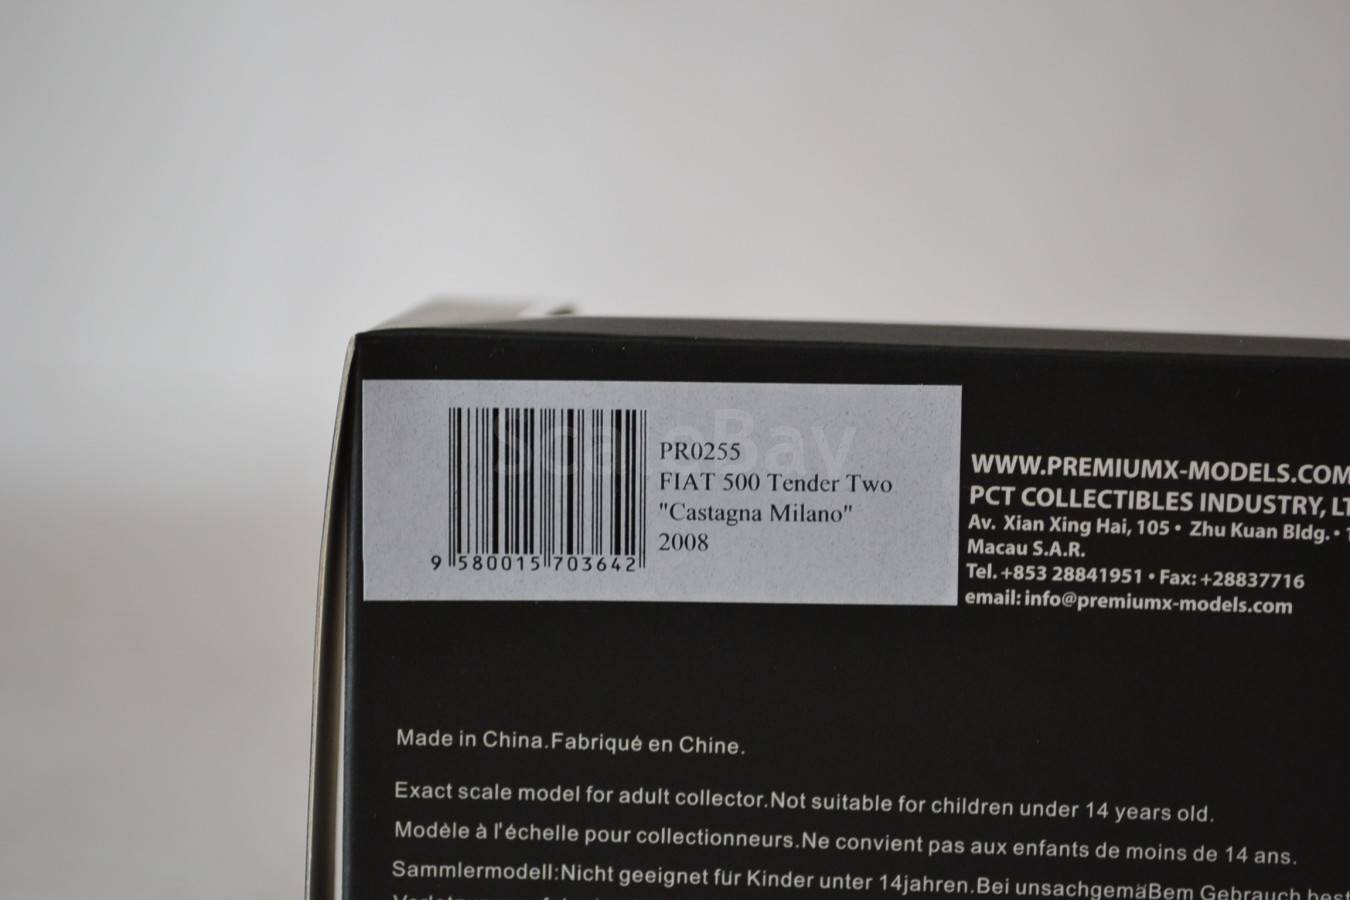 ScaleBay
PR0255
FIAT 500 Tender Two
"Castagna Milano"
2008
9 580015 703642
WWW.PREMIUMX-MODELS.COM
PCT COLLECTIBLES INDUSTRY,
Av. Xian Xing Hai, 105 • Zhu Kuan Bldg. •
Macau S.A.R.
Tel. +853 28841951 • Fax: +28837716
email: info@premiumx-models.com
Made in China.Fabriqué en Chine.
Exact scale model for adult collector.Not suitable for children under 14 years old.
Modèle à l'échelle pour collectionneurs.Ne convient pas aux enfants de moins de 14 ans.
Sammlermodell:Nicht geeignet für Kinder unter 14jahren.Bei unsachgemäBem Gebrauch